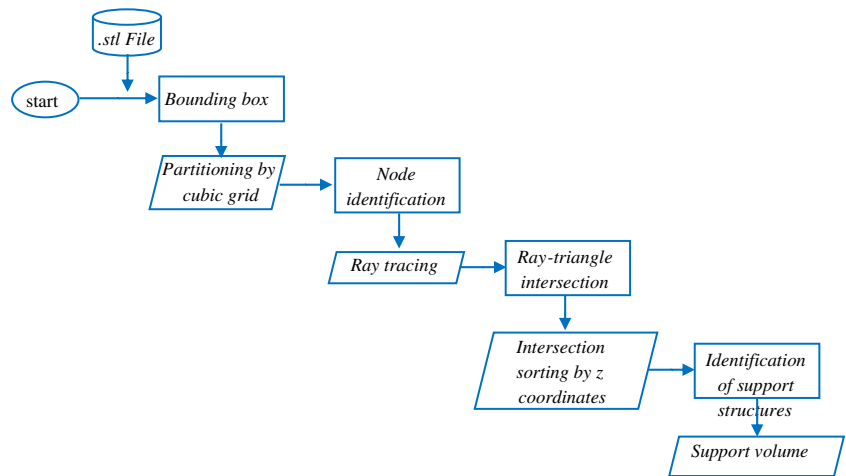 .stl File
start
Bounding box
Partitioning by
cubic grid
Node
identification
Ray tracing
Ray-triangle
intersection
Intersection
sorting by z
coordinates
Identification
of support
structures
Support volume